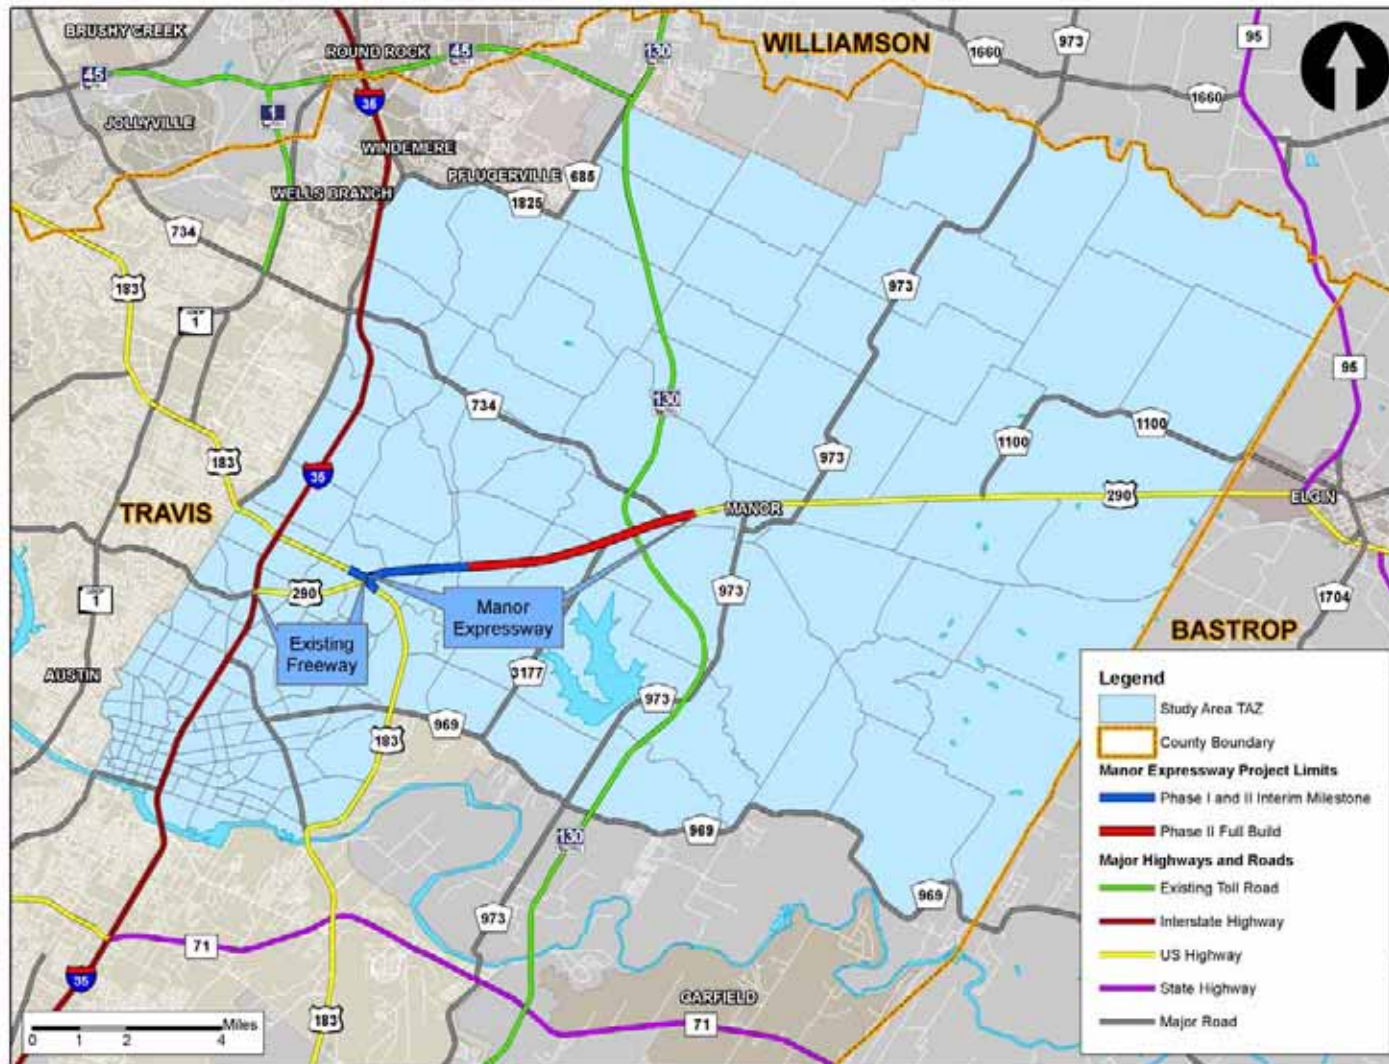 BRUSHY CREEK
ROUND ROCK
45
130
WILLIAMSON
1660
973
95
45
1
35
1660
JOLLYVILLE
WINDEMERE
PFLUGERVILLE
685
WELLS BRANCH
1825
734
183
973
LOOP
1
95
130
734
1100
1100
973
183
35
TRAVIS
MANOR
290
ELGIN
290
973
1704
LOOP
1
Manor
Expressway
Existing
Freeway
BASTROP
AUSTIN
3177
973
969
183
130
969
969
973
71
35
183
GARFIELD
71
0
2
4
Miles
Legend
Study Area TAZ
County Boundary
Manor Expressway Project Limits
Phase I and II Interim Milestone
Phase II Full Build
Major Highways and Roads
Existing Toll Road
Interstate Highway
US Highway
State Highway
Major Road